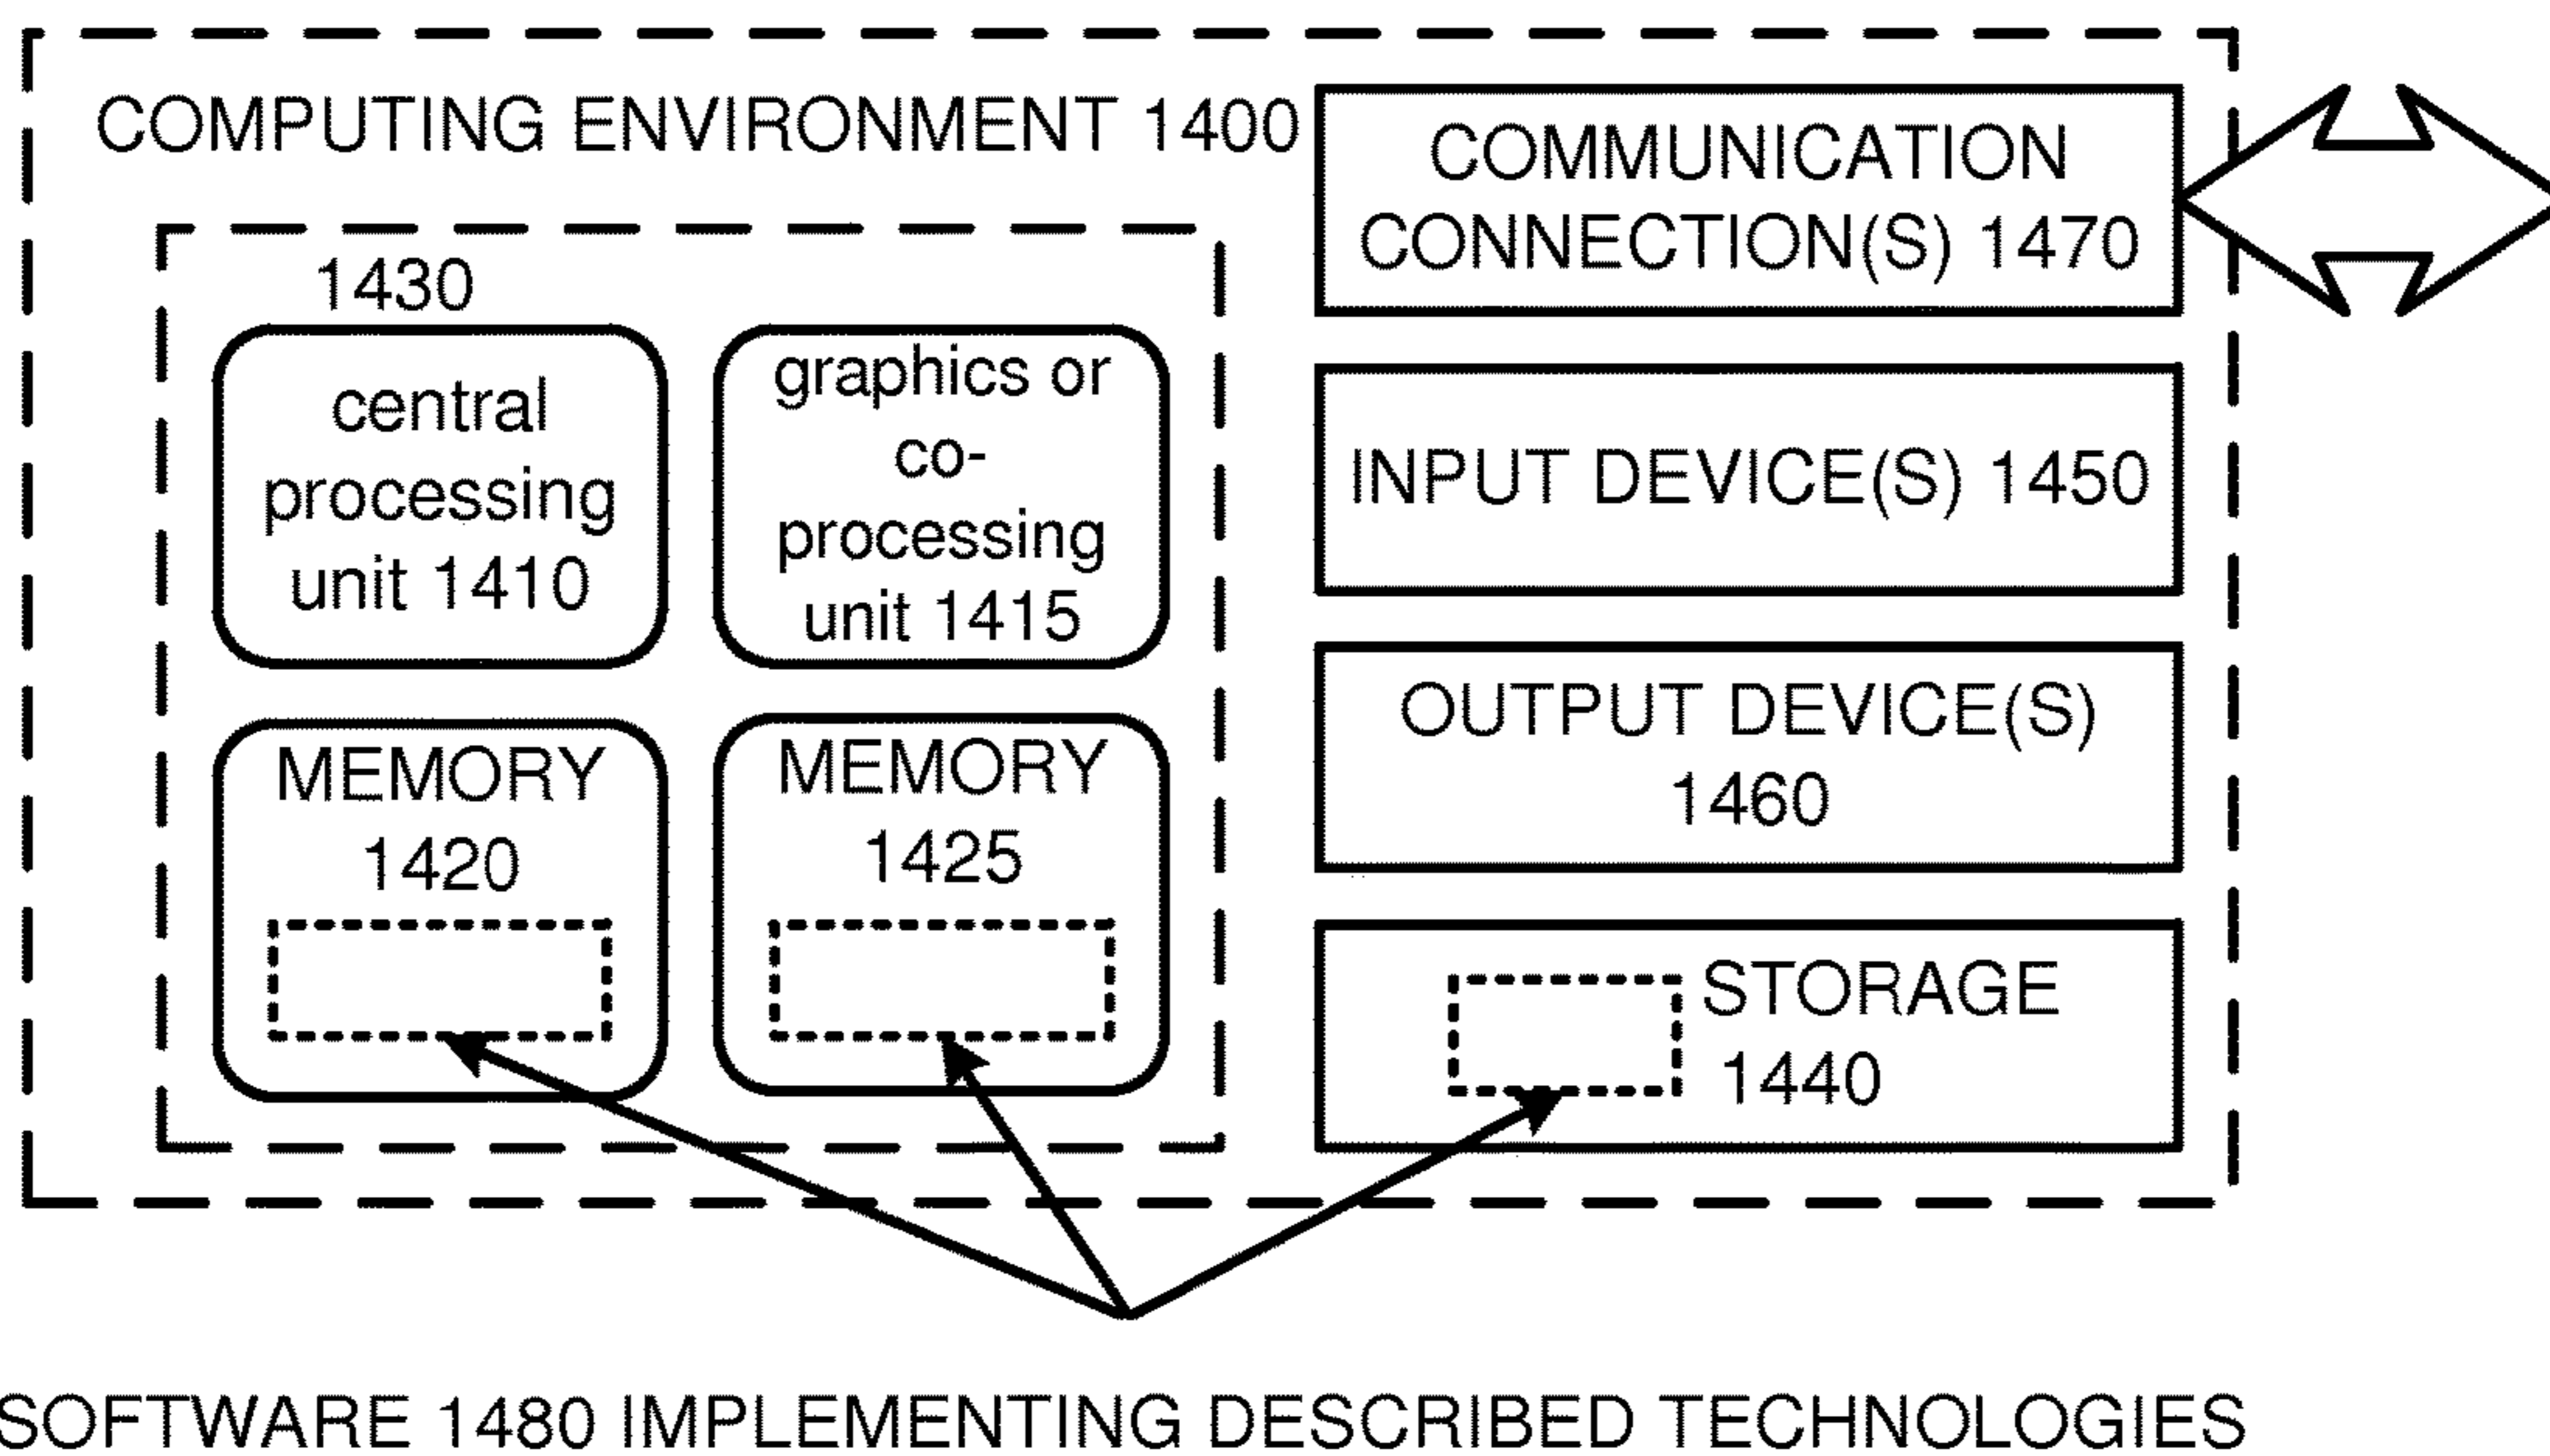 COMPUTING ENVIRONMENT 1400
1430
central
processing
unit 1410
graphics or
co-
processing
unit 1415
MEMORY
1420
MEMORY
1425
COMMUNICATION
CONNECTION(S) 1470
INPUT DEVICE(S) 1450
OUTPUT DEVICE(S)
1460
STORAGE
1440
SOFTWARE 1480 IMPLEMENTING DESCRIBED TECHNOLOGIES